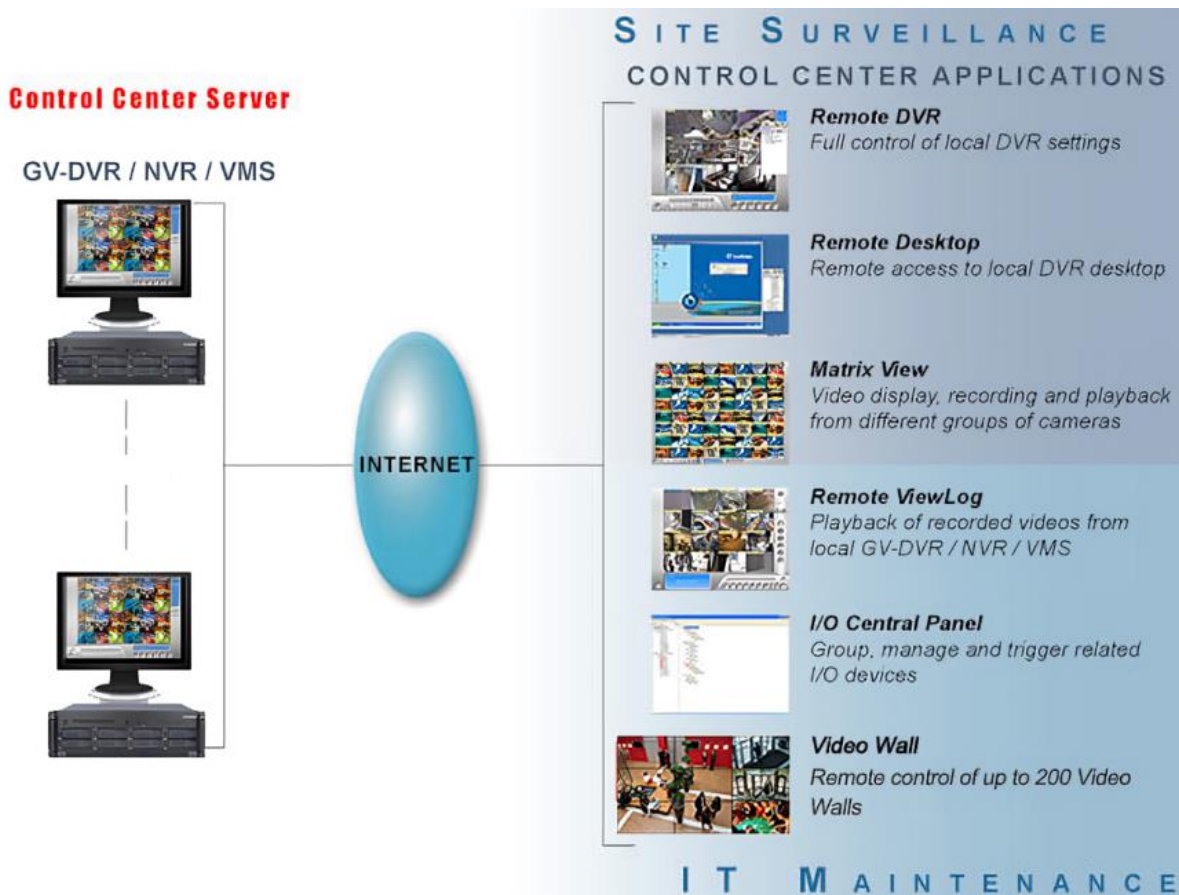 SITE SURVEILLANCE
CONTROL CENTER APPLICATIONS
Control Center Server
GV-DVR / NVR / VMS
INTERNET
Remote DVR
Full control of local DVR settings
Remote Desktop
Remote access to local DVR desktop
Matrix View
Video display, recording and playback
from different groups of cameras
Remote ViewLog
Playback of recorded videos from
local GV-DVR / NVR / VMS
I/O Central Panel
Group, manage and trigger related
I/O devices
Video Wall
Remote control of up to 200 Video
Walls
IT MAINTENANCE